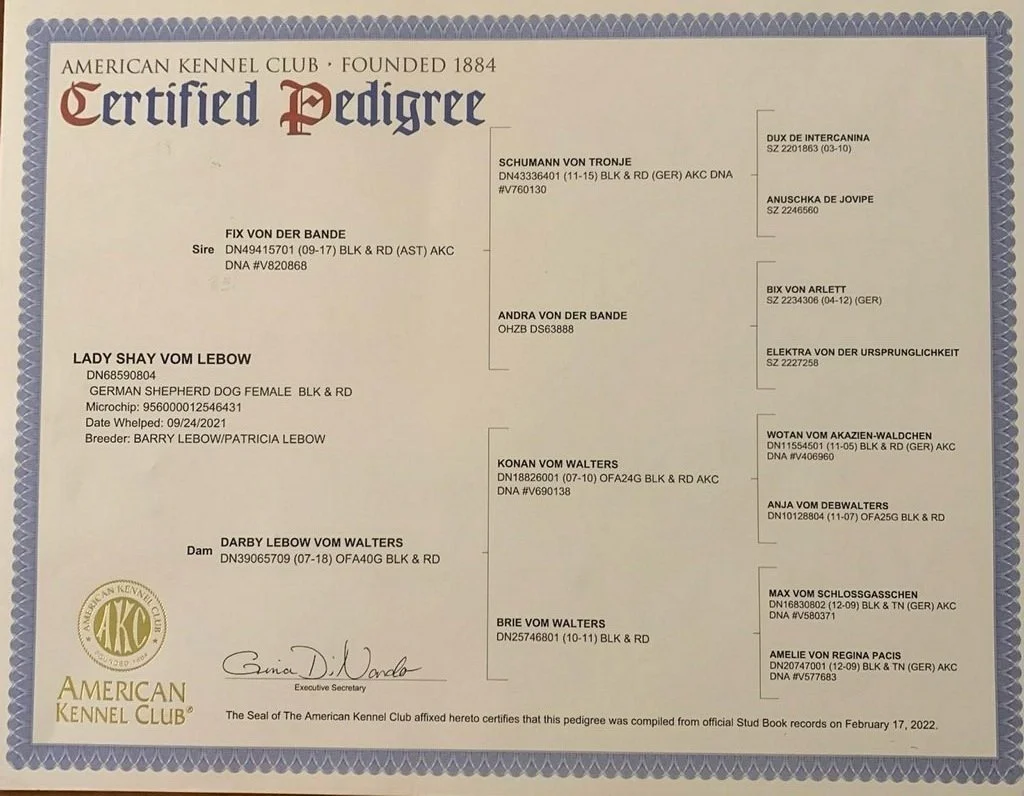 AMERICAN KENNEL CLUB · FOUNDED 1884
Certified Pedigree
DUX DE INTERCANINA
SZ 2201863 (03-10)
SCHUMANN VON TRONJE
DN43336401 (11-15) BLK & RD (GER) AKC DNA
#V760130
ANUSCHKA DE JOVIPE
SZ 2246560
FIX VON DER BANDE
Sire DN49415701 (09-17) BLK & RD (AST) AKC
DNA #V820868
BIX VON ARLETT
SZ 2234306 (04-12) (GER)
ANDRA VON DER BANDE
OHZB DS63888
ELEKTRA VON DER URSPRUNGLICHKEIT
SZ 2227258
LADY SHAY VOM LEBOW
DN68590804
GERMAN SHEPHERD DOG FEMALE BLK & RD
Microchip: 956000012546431
Date Whelped: 09/24/2021
Breeder: BARRY LEBOW/PATRICIA LEBOW
WOTAN VOM AKAZIEN-WALDCHEN
DN11554501 (11-05) BLK & RD (GER) AKC
DNA #V406960
KONAN VOM WALTERS
DN18826001 (07-10) OFA24G BLK & RD AKC
DNA #V690138
ANJA VOM DEBWALTERS
DN10128804 (11-07) OFA25G BLK & RD
DARBY LEBOW VOM WALTERS
Dam DN39065709 (07-18) OFA40G BLK & RD
MAX VOM SCHLOSSGASSCHEN
DN16830802 (12-09) BLK & TN (GER) AKC
DNA #V580371
BRIE VOM WALTERS
DN25746801 (10-11) BLK & RD
AMELIE VON REGINA PACIS
DN20747001 (12-09) BLK & TN (GER) AKC
DNA #V577683
AMERICAN KENNEL CLUB
AKC
FOUNDED 1884
Gina DiNardo
Executive Secretary
AMERICAN
KENNEL CLUB®
The Seal of The American Kennel Club affixed hereto certifies that this pedigree was compiled from official Stud Book records on February 17, 2022.